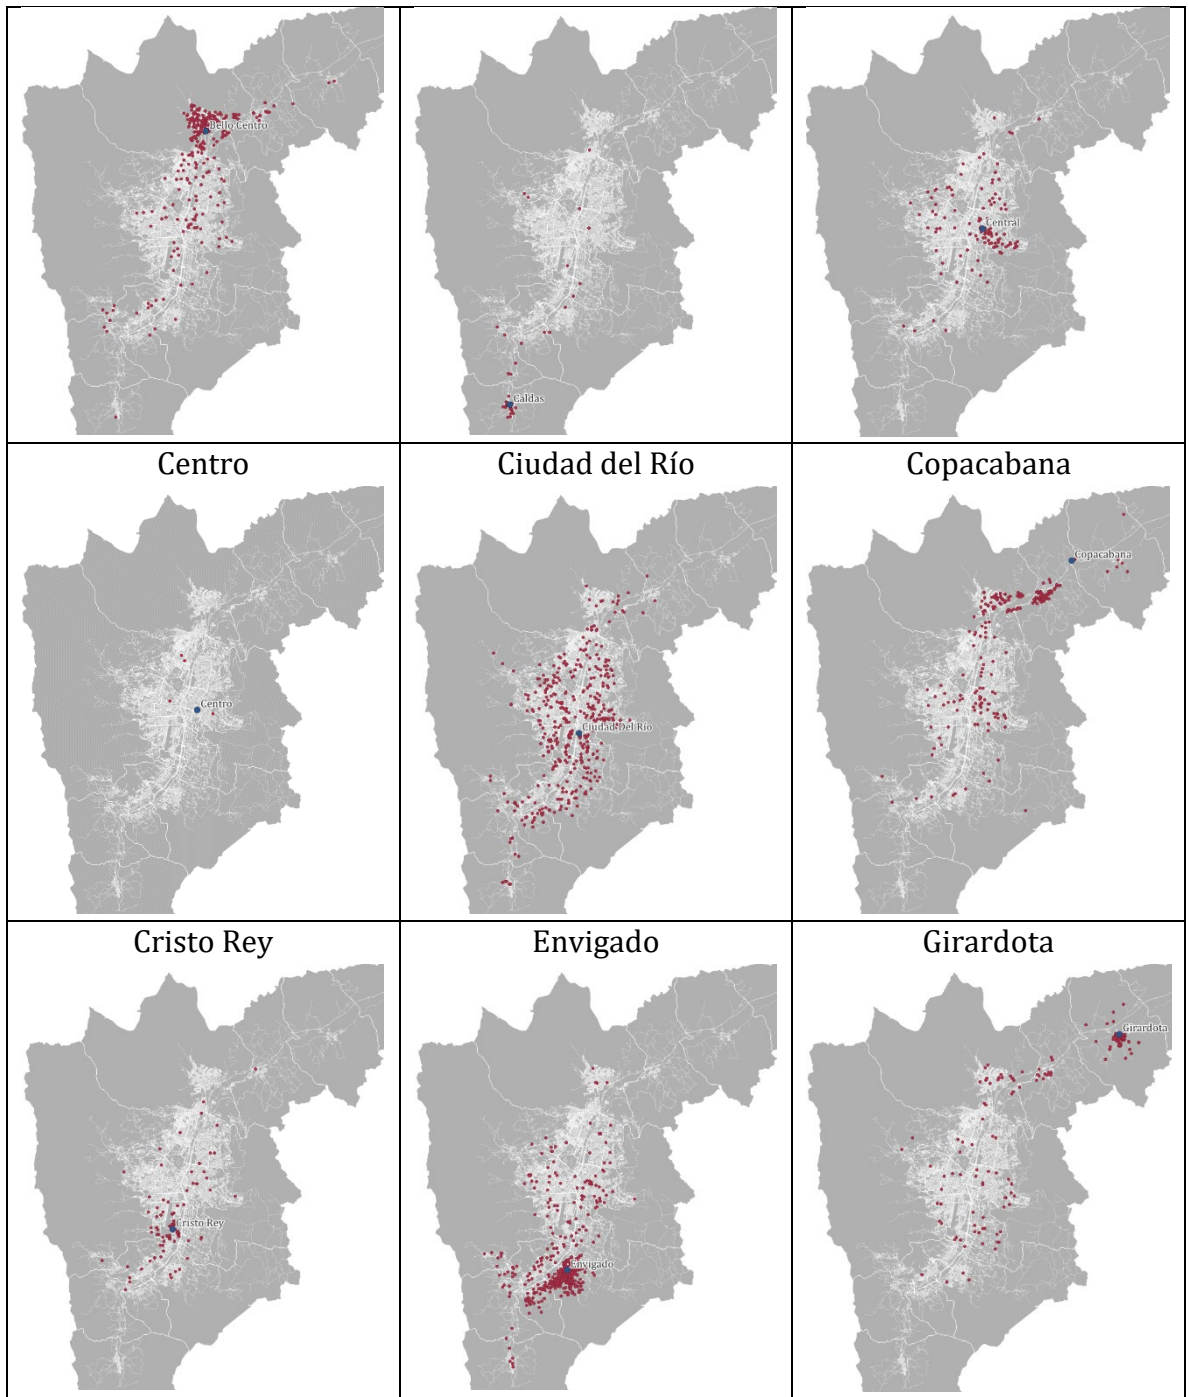 Bello Centro
Caldas
Central
Centro
Ciudad del Río
Copacabana
Centro
Ciudad Del Río
Copacabana
Cristo Rey
Envigado
Girardota
Cristo Rey
Envigado
Girardota